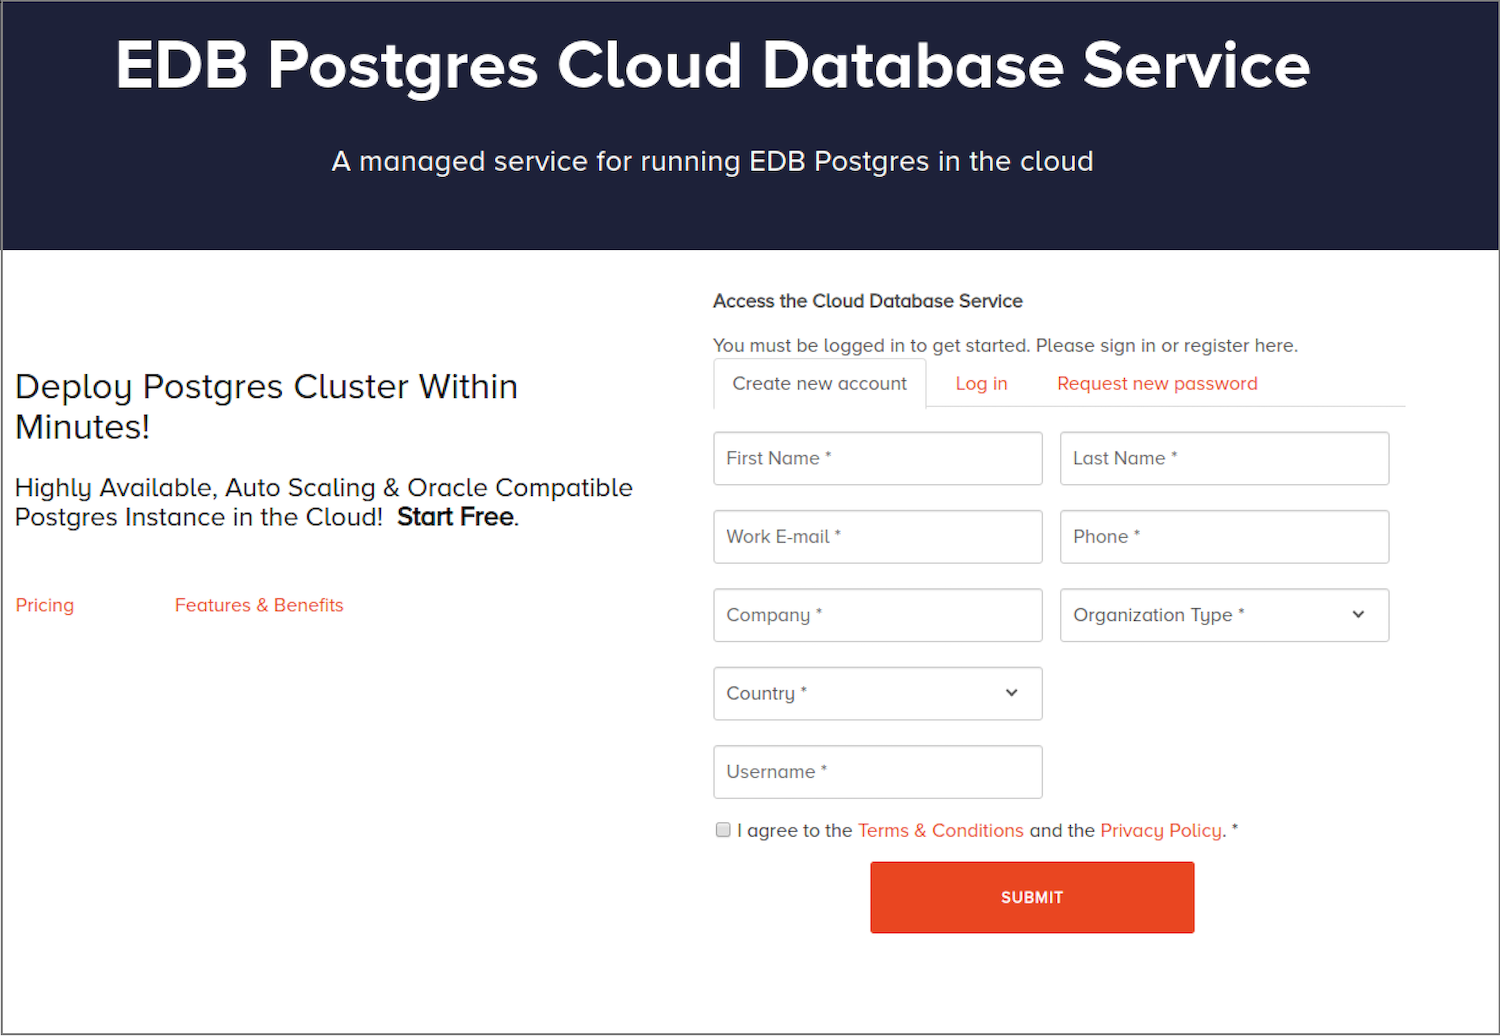 EDB Postgres Cloud Database Service
A managed service for running EDB Postgres in the cloud
Deploy Postgres Cluster Within
Minutes!
Highly Available, Auto Scaling & Oracle Compatible
Postgres Instance in the Cloud! Start Free.
Pricing Features & Benefits
Access the Cloud Database Service
You must be logged in to get started. Please sign in or register here.
Create new account Log in Request new password
First Name * Last Name *
Work E-mail * Phone *
Company * Organization Type *
Country *
Username *
I agree to the Terms & Conditions and the Privacy Policy. *
SUBMIT